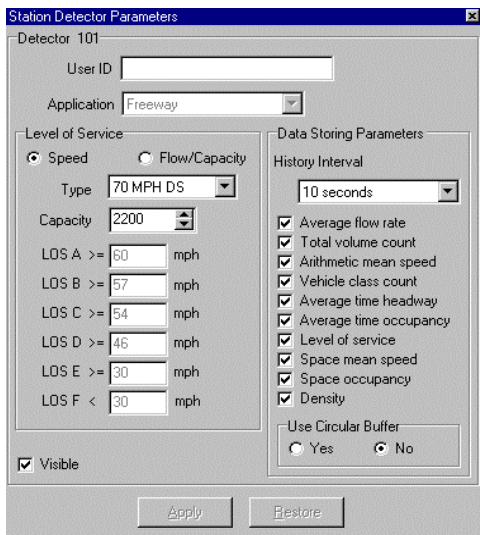 Station Detector Parameters
Detector 101
User ID
Application Freeway
Level of Service
Speed Flow/Capacity
Type 70 MPH DS
Capacity 2200
LOS A >= 60 mph
LOS B >= 57 mph
LOS C >= 54 mph
LOS D >= 46 mph
LOS E >= 30 mph
LOS F < 30 mph
Visible
Data Storing Parameters
History Interval
10 seconds
Average flow rate
Total volume count
Arithmetic mean speed
Vehicle class count
Average time headway
Average time occupancy
Level of service
Space mean speed
Space occupancy
Density
Use Circular Buffer
Yes No
Apply Restore